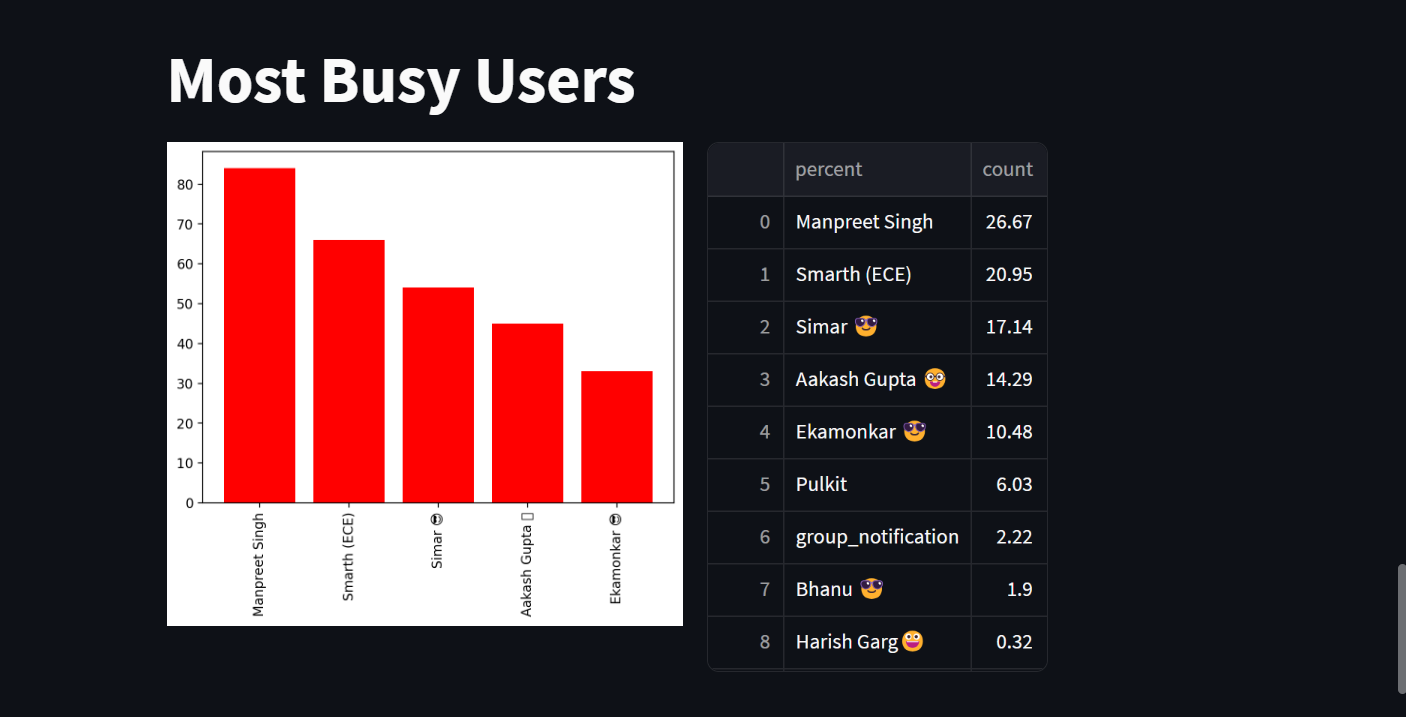 Most Busy Users
80
70
60
50
40
30
20
10
0
Manpreet Singh
Smarth (ECE)
Simar 😎
Aakash Gupta
Ekamonkar 😎
percent count
0 Manpreet Singh 26.67
1 Smarth (ECE) 20.95
2 Simar 😎 17.14
3 Aakash Gupta 🤓 14.29
4 Ekamonkar 😎 10.48
5 Pulkit 6.03
6 group_notification 2.22
7 Bhanu 😎 1.9
8 Harish Garg😀 0.32